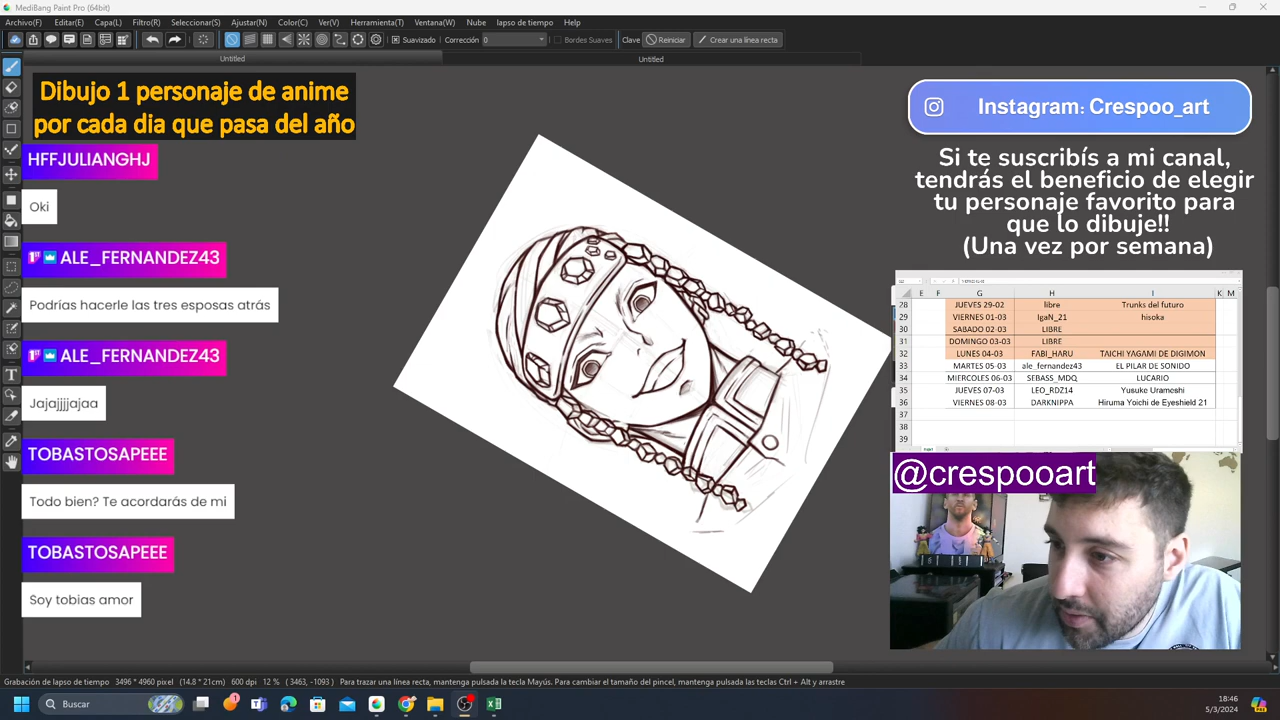 MediBang Paint Pro (64bit)
Archivo(F) Editar(E) Capa(L) Filtro(R) Seleccionar(S) Ajustar(N) Color(C) Ver(V) Herramienta(T) Ventana(W) Nube lapso de tiempo Help
Suavizado Corrección 0 Bordes Suaves Clave Reiniciar Crear una línea recta
Untitled Untitled
Dibujo 1 personaje de anime
por cada dia que pasa del año
HFFJULIANGHJ
Oki
ALE_FERNANDEZ43
Podrías hacerle las tres esposas atrás
ALE_FERNANDEZ43
Jajajjjajaa
TOBASTOSAPEEE
Todo bien? Te acordarás de mi
TOBASTOSAPEEE
Soy tobias amor
Instagram: Crespoo_art
Si te suscribís a mi canal,
tendrás el beneficio de elegir
tu personaje favorito para
que lo dibuje!!
(Una vez por semana)
E F G H I K M
28 JUEVES 29-02 libre Trunks del futuro
29 VIERNES 01-03 IgaN_21 hisoka
30 SABADO 02-03 LIBRE
31 DOMINGO 03-03 LIBRE
32 LUNES 04-03 FABI_HARU TAICHI YAGAMI DE DIGIMON
33 MARTES 05-03 ale_fernandez43 EL PILAR DE SONIDO
34 MIERCOLES 06-03 SEBASS_MDQ LUCARIO
35 JUEVES 07-03 LEO_RDZ14 Yusuke Urameshi
36 VIERNES 08-03 DARKNIPPA Hiruma Yoichi de Eyeshield 21
37
38
39
@crespooart
Grabación de lapso de tiempo 3496 * 4960 pixel (14.8 * 21cm) 600 dpi 12 % ( 3463, -1093 ) Para trazar una línea recta, mantenga pulsada la tecla Mayús. Para cambiar el tamaño del pincel, mantenga pulsadas las teclas Ctrl + Alt y arrastre
Buscar
18:46
5/3/2024